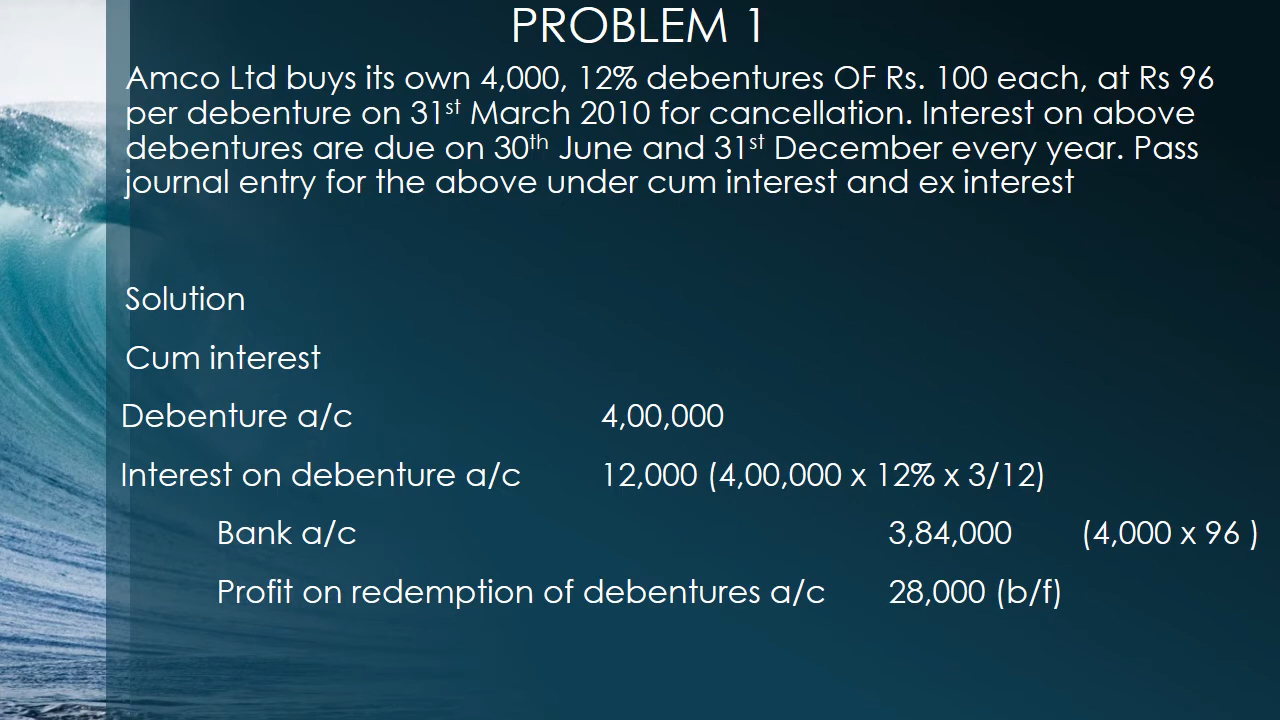 PROBLEM 1
Amco Ltd buys its own 4,000, 12% debentures OF Rs. 100 each, at Rs 96
per debenture on 31st March 2010 for cancellation. Interest on above
debentures are due on 30th June and 31st December every year. Pass
journal entry for the above under cum interest and ex interest
Solution
Cum interest
Debenture a/c 4,00,000
Interest on debenture a/c 12,000 (4,00,000 x 12% x 3/12)
Bank a/c 3,84,000 (4,000 x 96 )
Profit on redemption of debentures a/c 28,000 (b/f)